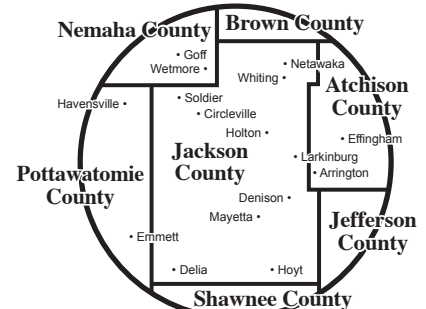 Brown County
Nemaha County
Goff
Wetmore
Netawaka
Whiting
Atchison
County
Havensville
Soldier
Circleville
Holton
Effingham
Jackson
County
Larkinburg
Arrington
Pottawatomie
County
Denison
Mayetta
Jefferson
County
Emmett
Delia
Hoyt
Shawnee County